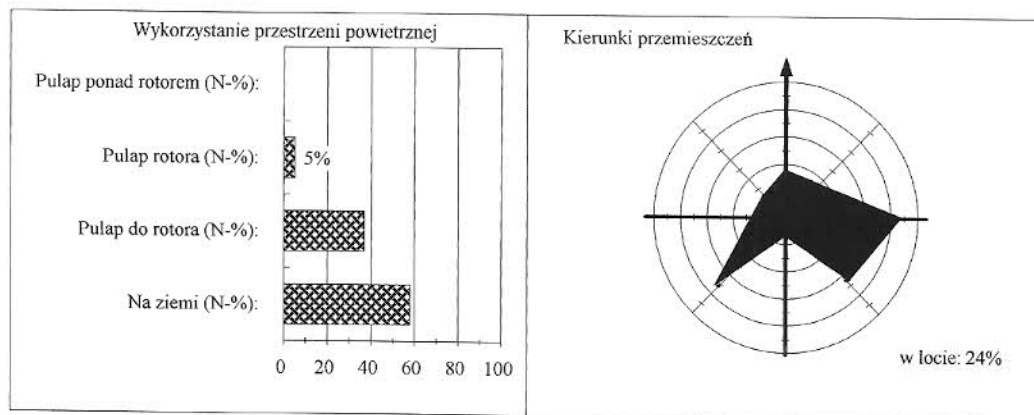 Wykorzystanie przestrzeni powietrznej
Pulap ponad rotorem (N-%):
Pulap rotora (N-%):
5%
Pulap do rotora (N-%):
Na ziemi (N-%):
0 20 40 60 80 100
Kierunki przemieszczeń
w locie: 24%